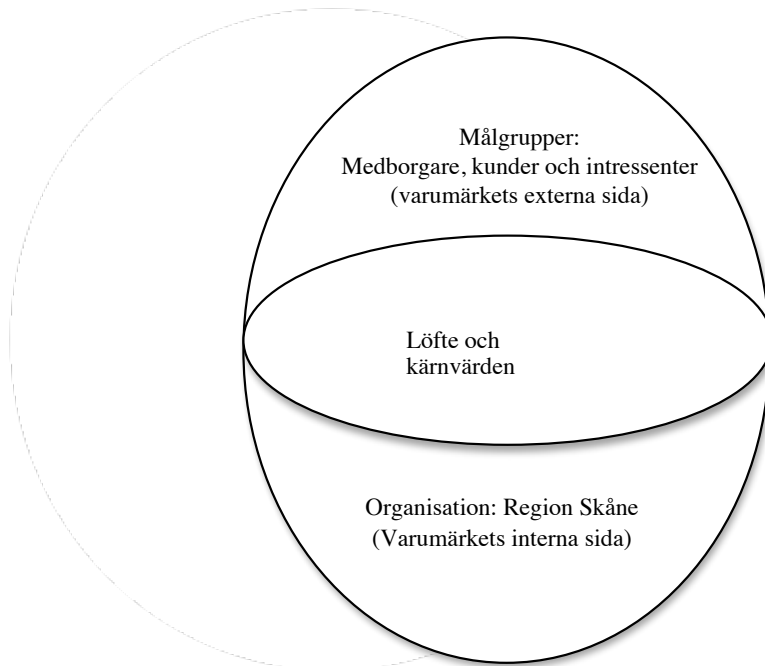 Målgrupper:
Medborgare, kunder och intressenter
(varumärkets externa sida)
Löfte och
kärnvärden
Organisation: Region Skåne
(Varumärkets interna sida)